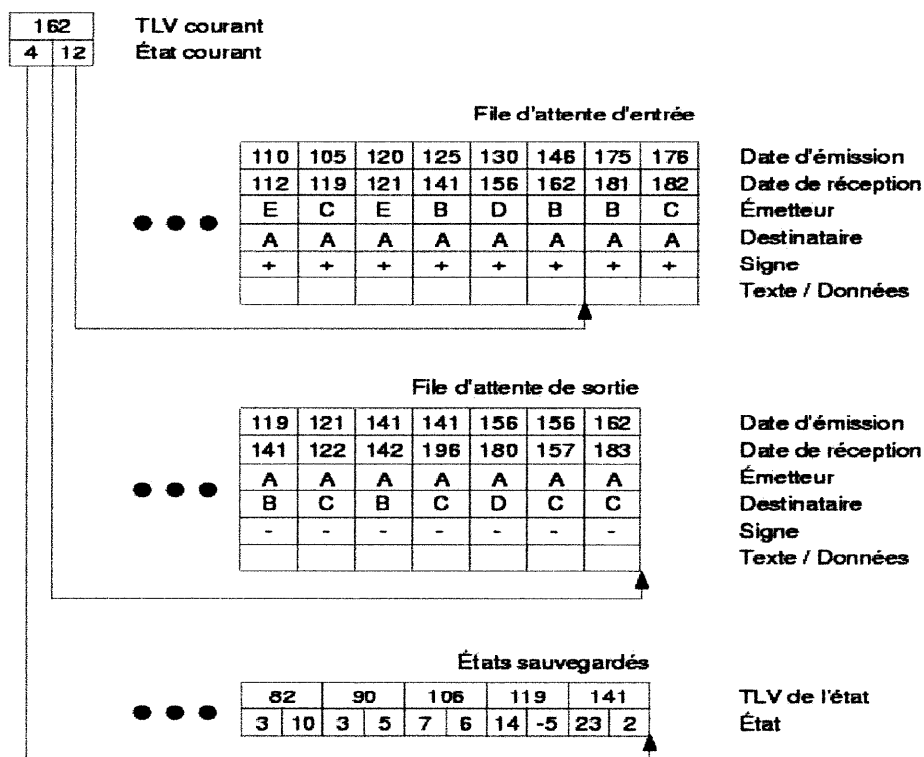 162 TLV courant
4 12 État courant
File d'attente d'entrée
110 105 120 125 130 146 175 176 Date d'émission
112 119 121 141 156 162 181 182 Date de réception
E C E B D B B C Émetteur
A A A A A A A A Destinataire
+ + + + + + + + Signe
Texte / Données
File d'attente de sortie
119 121 141 141 156 156 162 Date d'émission
141 122 142 196 180 157 183 Date de réception
A A A A A A A Émetteur
B C B C D C C Destinataire
- - - - - - - Signe
Texte / Données
États sauvegardés
82 90 106 119 141 TLV de l'état
3 10 3 5 7 6 14 -5 23 2 État